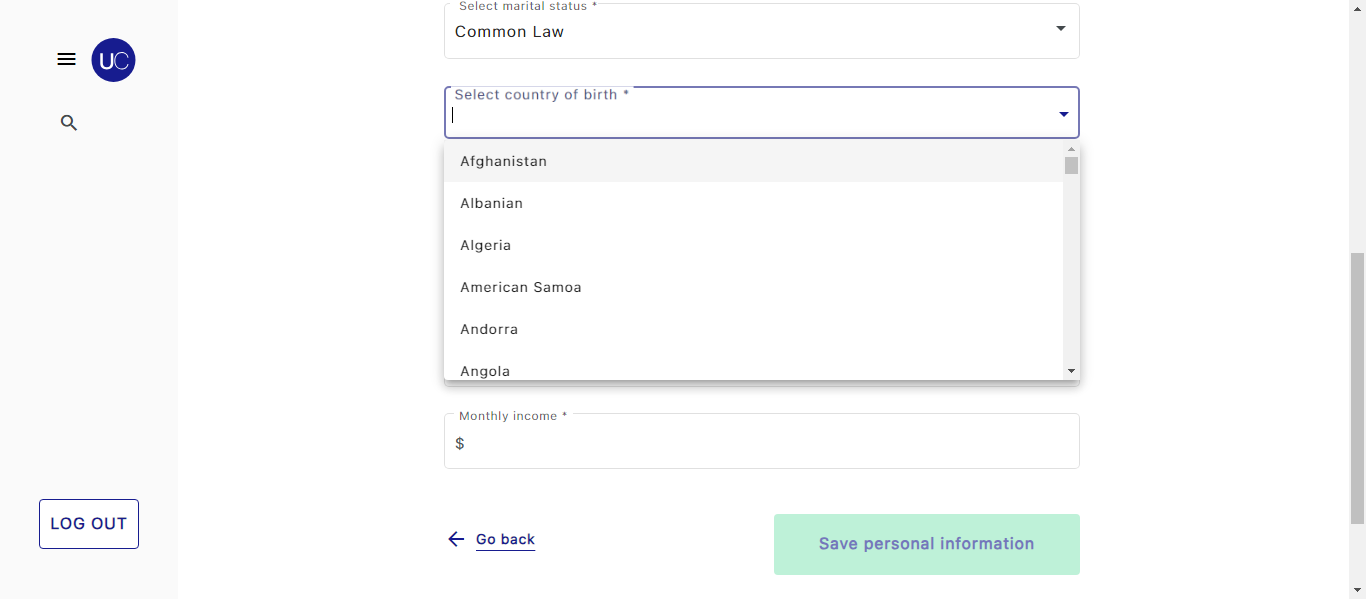 Select marital status *
Common Law
UC
Select country of birth *
Afghanistan
Albanian
Algeria
American Samoa
Andorra
Angola
Monthly income *
$
LOG OUT
Go back
Save personal information